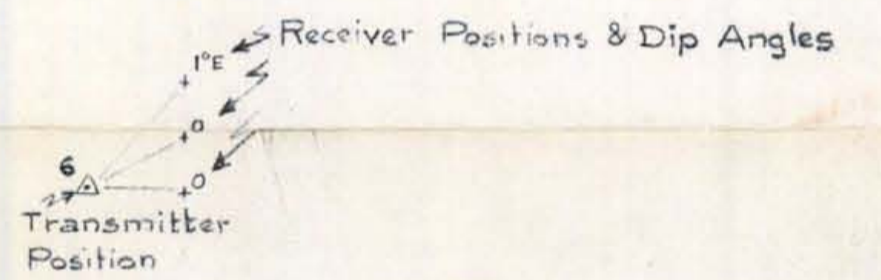 Receiver Positions & Dip Angles
1°E
0
6
0
Transmitter
Position